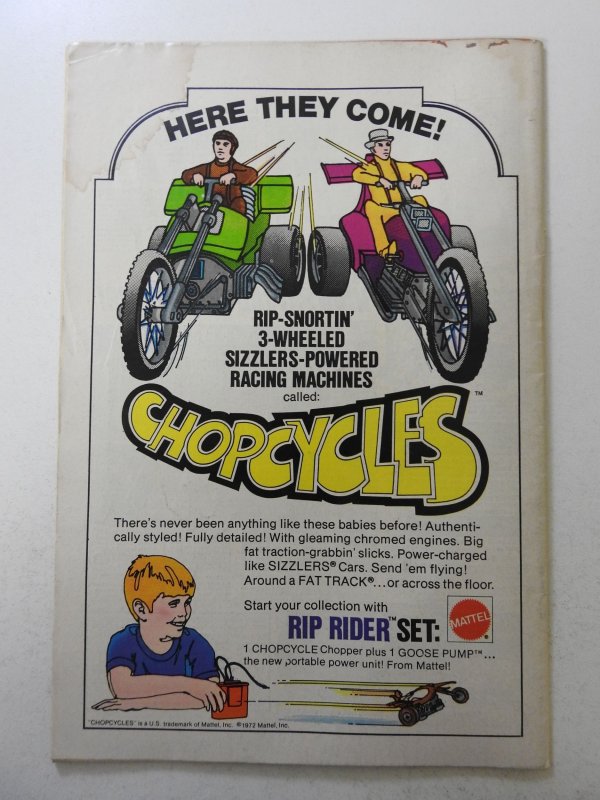 HERE THEY COME!
RIP-SNORTIN'
3-WHEELED
SIZZLERS-POWERED
RACING MACHINES
called:
CHOPCYCLES™
There's never been anything like these babies before! Authenti-
cally styled! Fully detailed! With gleaming chromed engines. Big
fat traction-grabbin' slicks. Power-charged
like SIZZLERS® Cars. Send 'em flying!
Around a FAT TRACK®...or across the floor.
Start your collection with
RIP RIDER™ SET:
MATTEL®
1 CHOPCYCLE Chopper plus 1 GOOSE PUMP™...
the new portable power unit! From Mattel!
"CHOPCYCLES" is a U.S. trademark of Mattel, Inc. ©1972 Mattel, Inc.